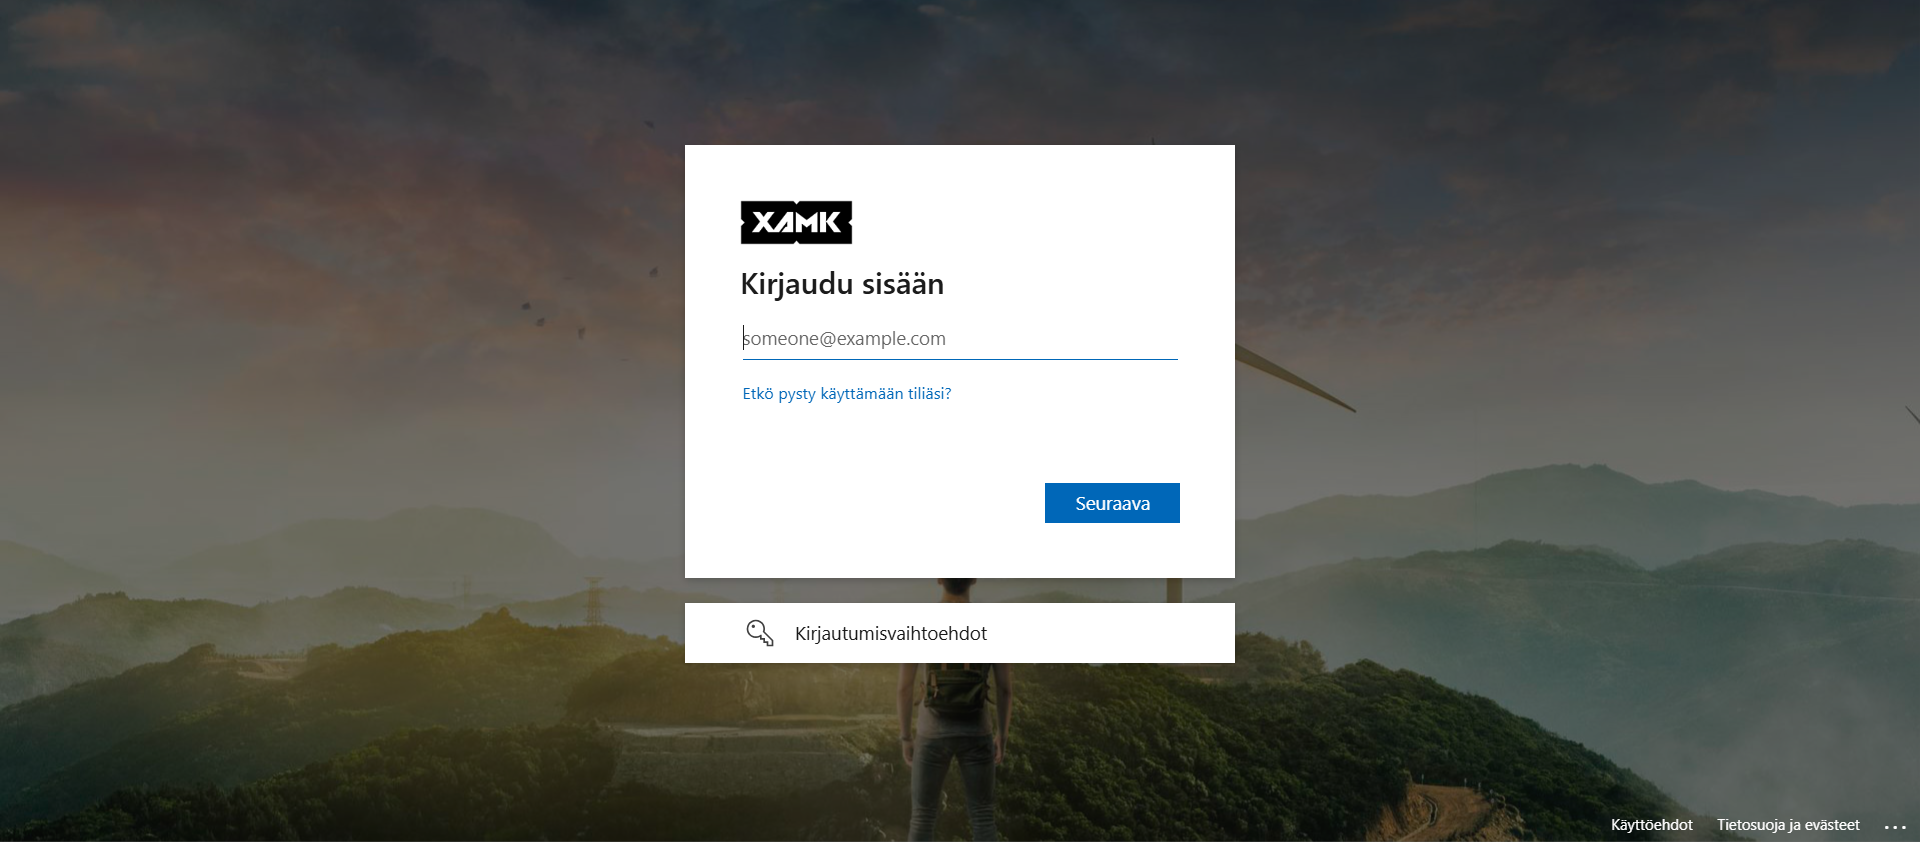 XAMK
Kirjaudu sisään
someone@example.com
Etkö pysty käyttämään tiliäsi?
Seuraava
Kirjautumisvaihtoehdot
Käyttöehdot Tietosuoja ja evästeet ...